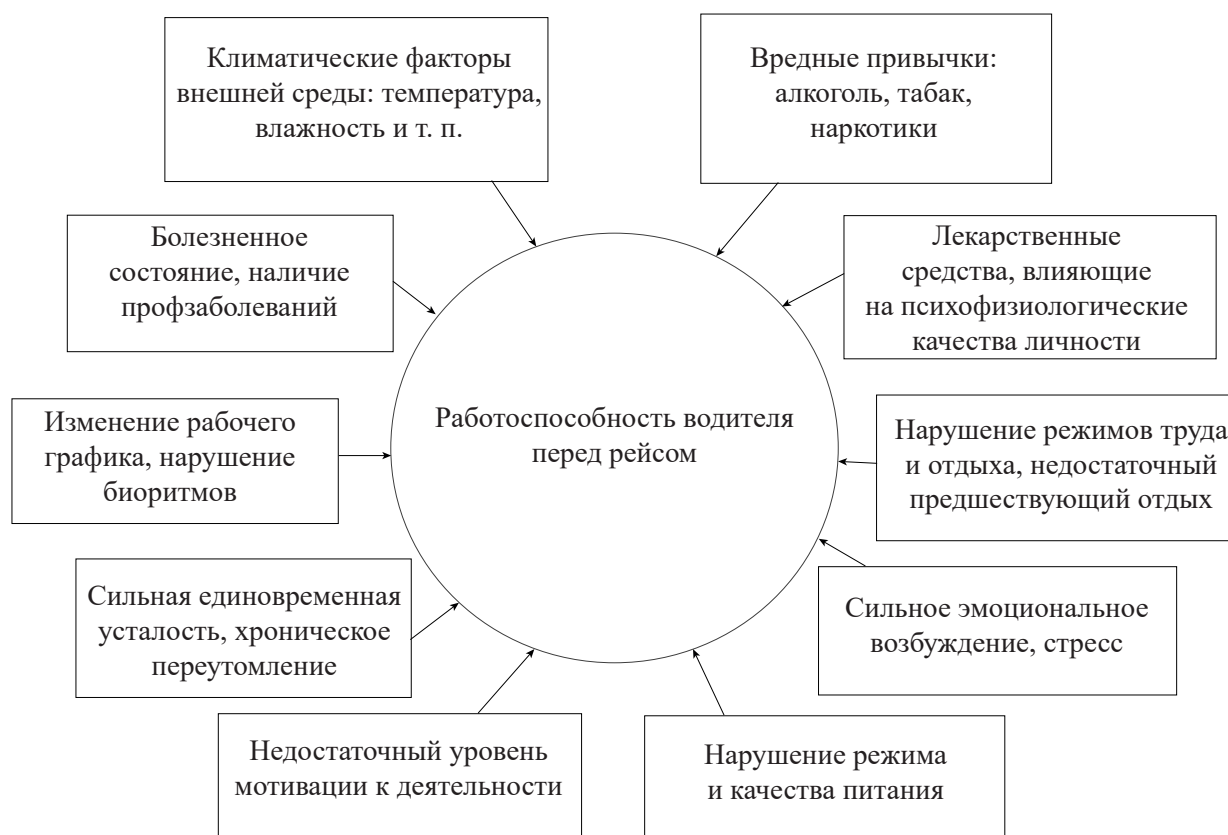 Климатические факторы
внешней среды: температура,
влажность и т. п.
Вредные привычки:
алкоголь, табак,
наркотики
Болезненное
состояние, наличие
профзаболеваний
Лекарственные
средства, влияющие
на психофизиологические
качества личности
Изменение рабочего
графика, нарушение
биоритмов
Работоспособность водителя
перед рейсом
Нарушение режимов труда
и отдыха, недостаточный
предшествующий отдых
Сильная единовременная
усталость, хроническое
переутомление
Сильное эмоциональное
возбуждение, стресс
Недостаточный уровень
мотивации к деятельности
Нарушение режима
и качества питания